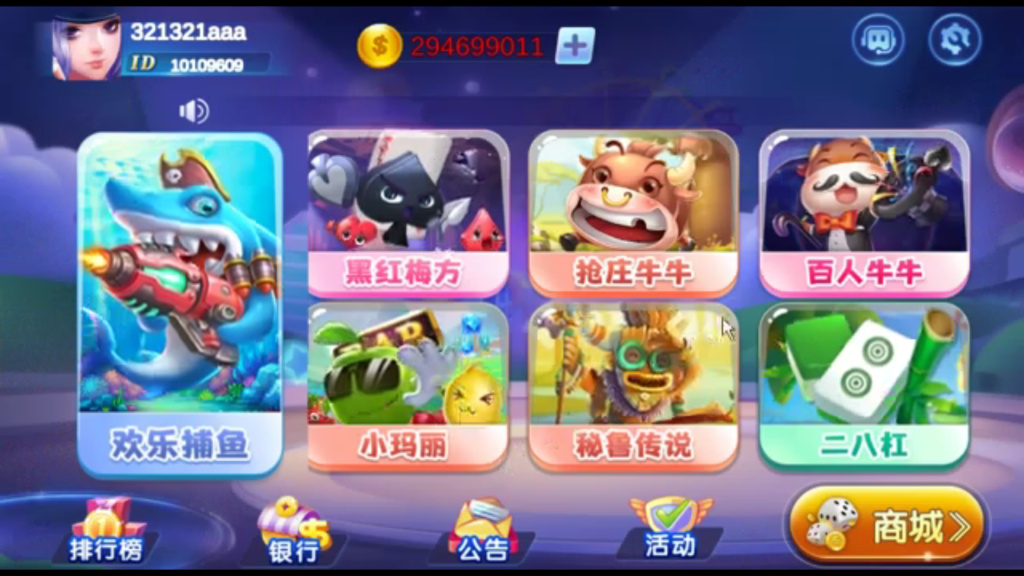 321321aaa
ID 10109609
294699011
黑红梅方
抢庄牛牛
百人牛牛
欢乐捕鱼
小玛丽
秘鲁传说
二八杠
排行榜
银行
公告
活动
商城